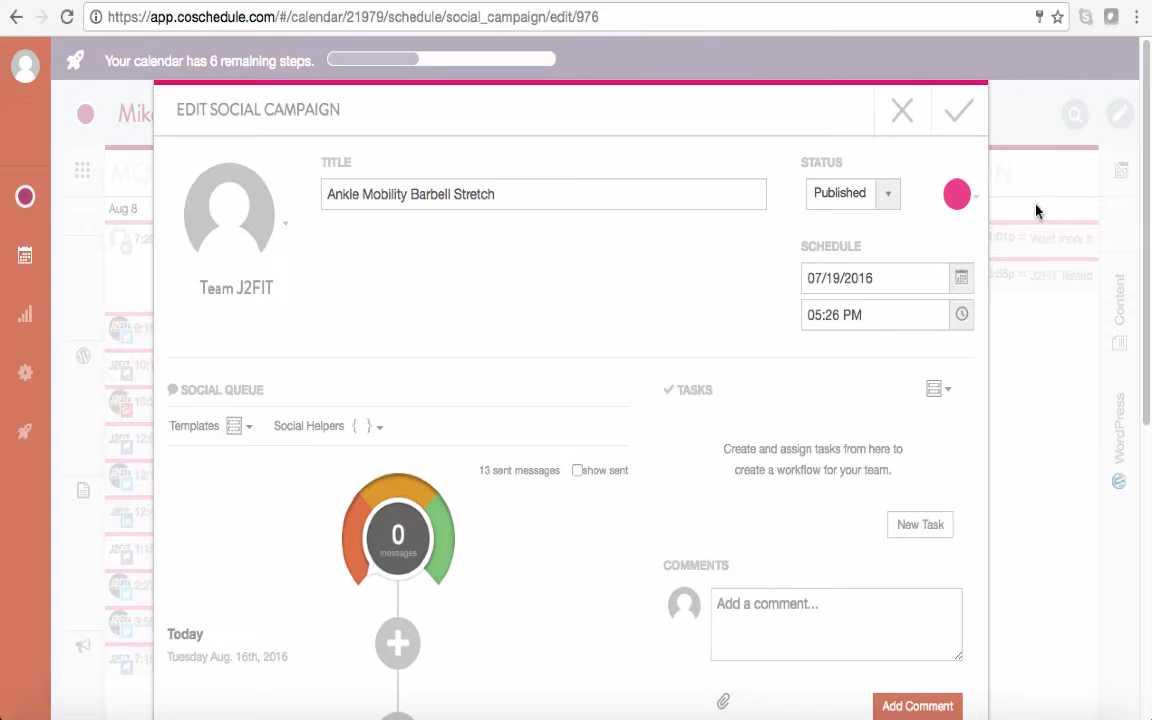 https://app.coschedule.com/#/calendar/21979/schedule/social_campaign/edit/976
Your calendar has 6 remaining steps.
EDIT SOCIAL CAMPAIGN
TITLE
STATUS
Ankle Mobility Barbell Stretch
Published
Aug 8
SCHEDULE
Want more
07/19/2016
J2FIT Tested
Team J2FIT
05:26 PM
Content
SOCIAL QUEUE
TASKS
Templates
Social Helpers { }
WordPress
Create and assign tasks from here to
create a workflow for your team.
13 sent messages
show sent
0
messages
New Task
COMMENTS
Add a comment...
Today
Tuesday Aug. 16th, 2016
Add Comment